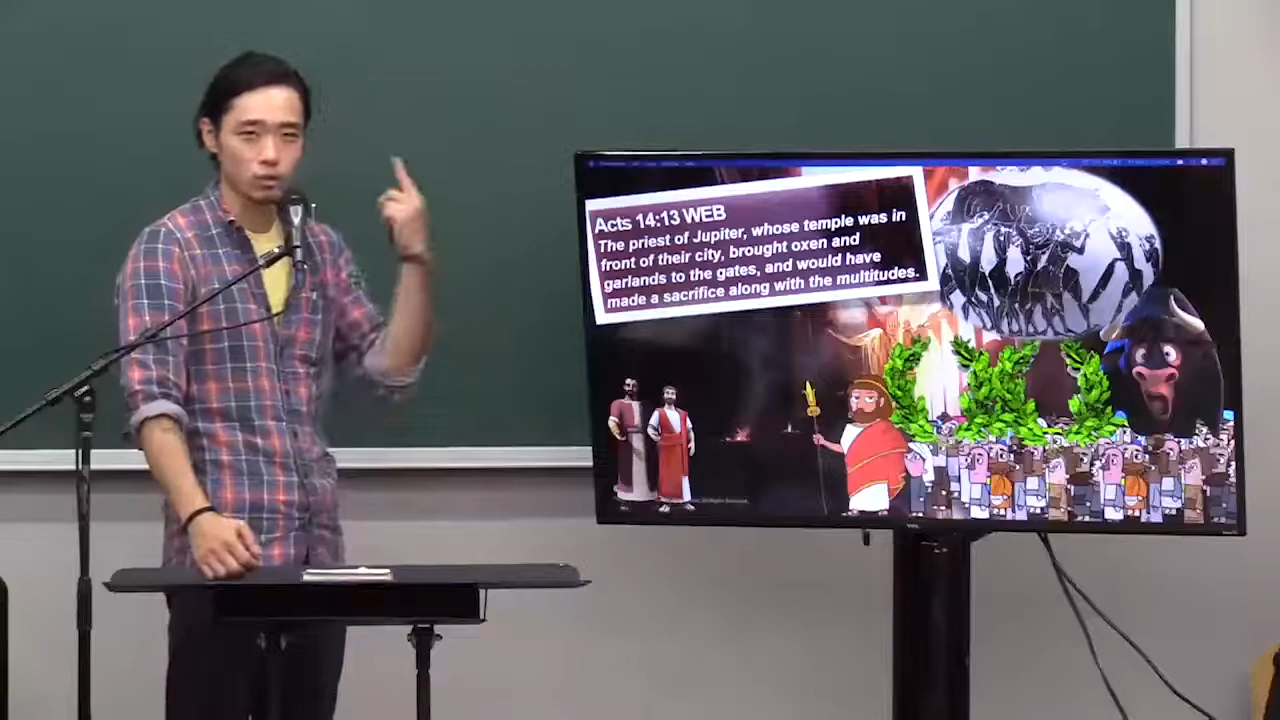 Acts 14:13 WEB
The priest of Jupiter, whose temple was in
front of their city, brought oxen and
garlands to the gates, and would have
made a sacrifice along with the multitudes.
TCL